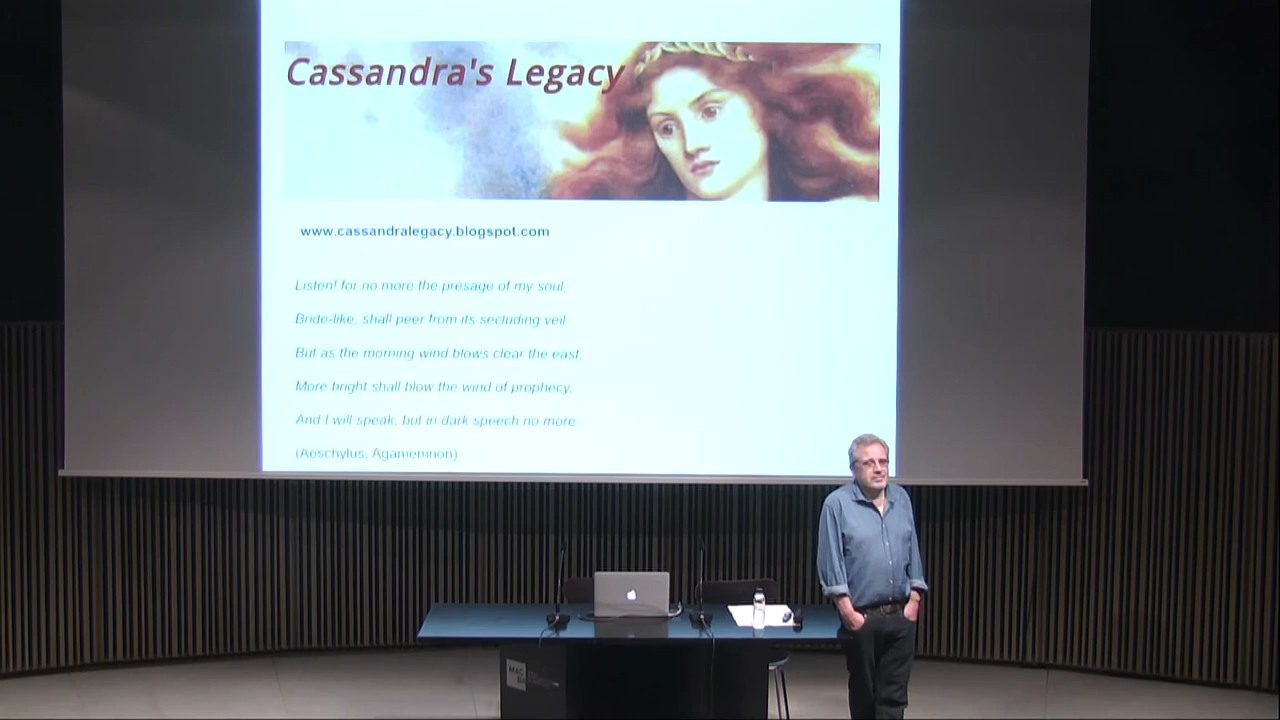 Cassandra's Legacy
www.cassandralegacy.blogspot.com
Listen! for no more the presage of my soul,
Bride-like, shall peer from its secluding veil
But as the morning wind blows clear the east,
More bright shall blow the wind of prophecy,
And I will speak, but in dark speech no more
(Aeschylus, Agamemnon)
MAC
BA